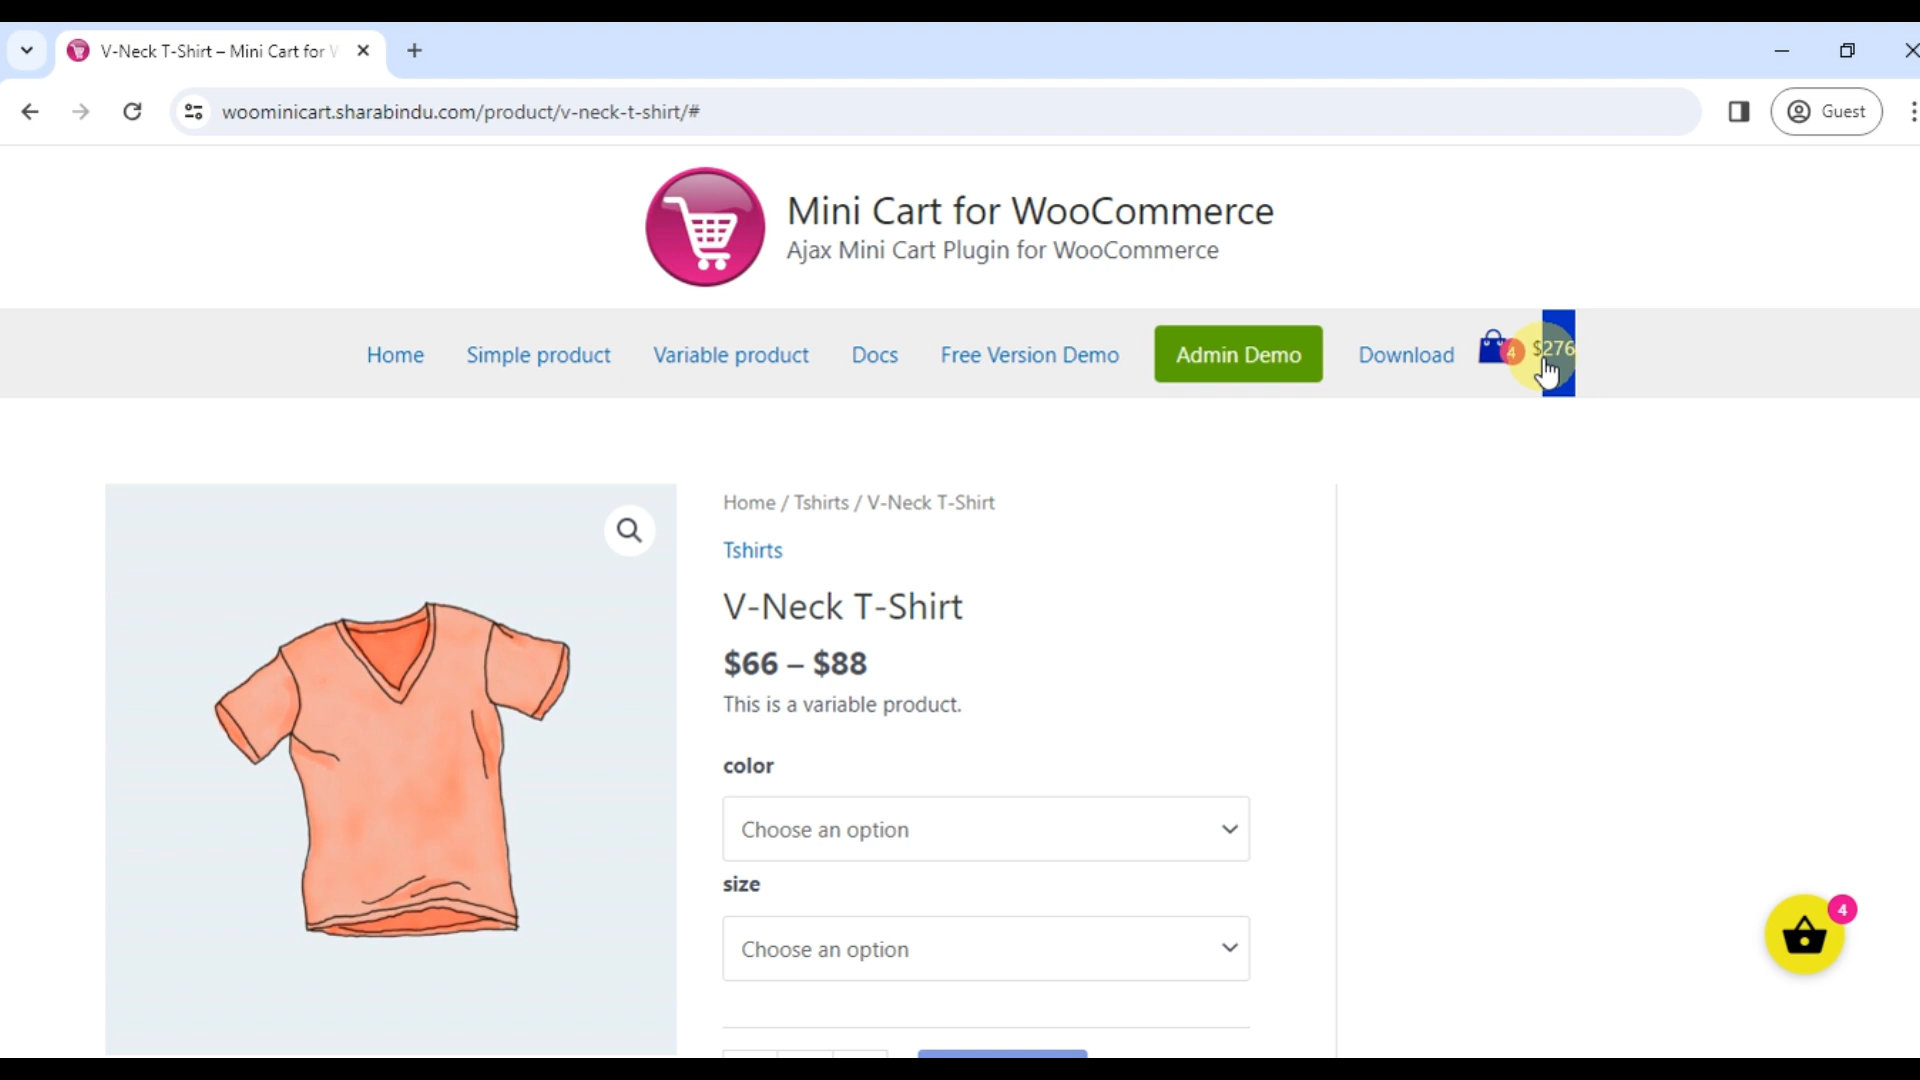 V-Neck T-Shirt – Mini Cart for
woominicart.sharabindu.com/product/v-neck-t-shirt/#
Guest
Mini Cart for WooCommerce
Ajax Mini Cart Plugin for WooCommerce
Home Simple product Variable product Docs Free Version Demo Admin Demo Download 4 $276
Home / Tshirts / V-Neck T-Shirt
Tshirts
V-Neck T-Shirt
$66 – $88
This is a variable product.
color
Choose an option
size
Choose an option
4